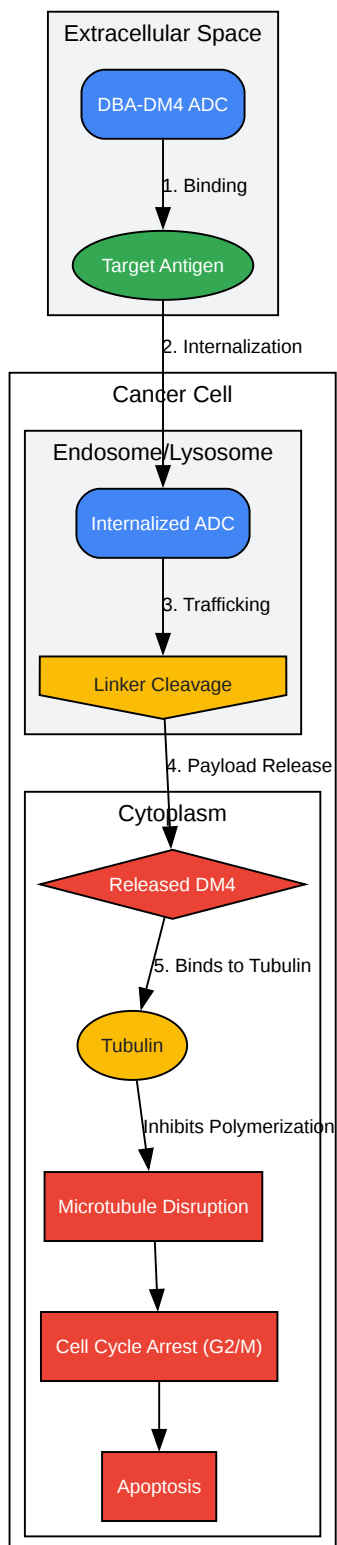 Extracellular Space
DBA-DM4 ADC
1. Binding
Target Antigen
2. Internalization
Cancer Cell
Endosome/Lysosome
Internalized ADC
3. Trafficking
Linker Cleavage
4. Payload Release
Cytoplasm
Released DM4
5. Binds to Tubulin
Tubulin
Inhibits Polymerization
Microtubule Disruption
Cell Cycle Arrest (G2/M)
Apoptosis